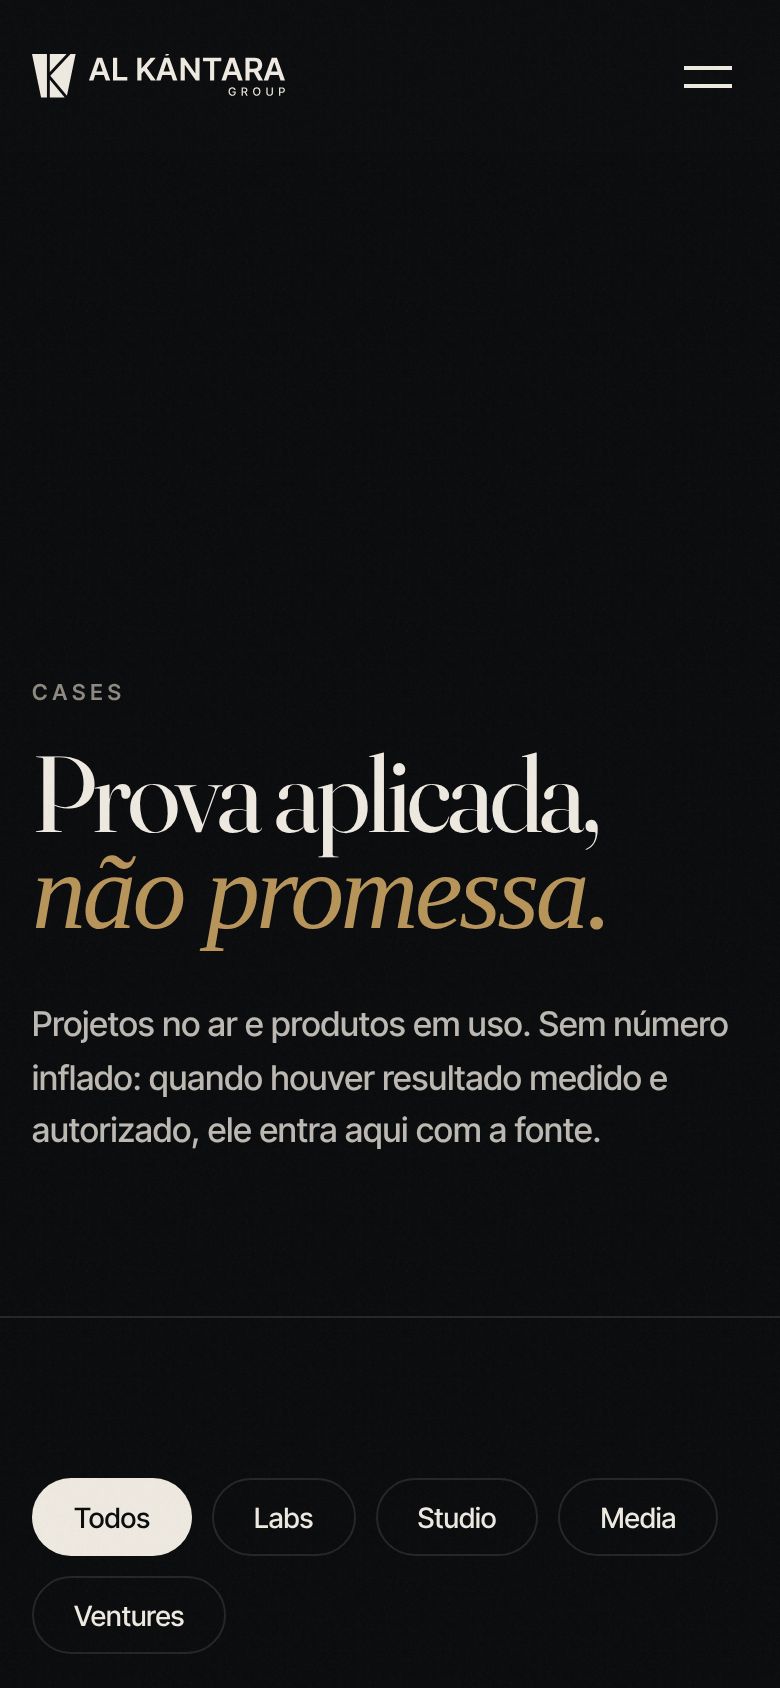 AL KÁNTARA
GROUP
CASES
Prova aplicada,
não promessa.
Projetos no ar e produtos em uso. Sem número
inflado: quando houver resultado medido e
autorizado, ele entra aqui com a fonte.
Todos
Labs
Studio
Media
Ventures